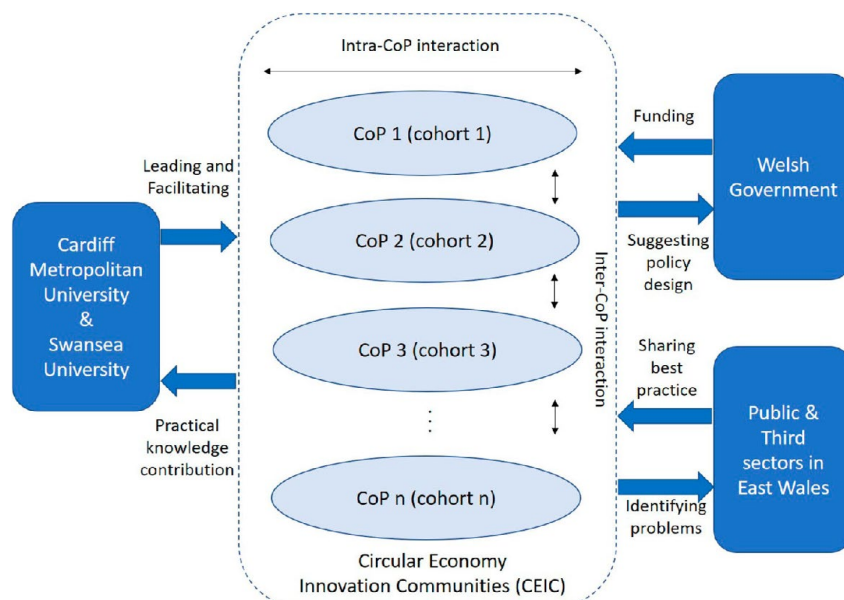 Intra-CoP interaction
CoP 1 (cohort 1)
CoP 2 (cohort 2)
CoP 3 (cohort 3)
⋮
CoP n (cohort n)
Circular Economy
Innovation Communities (CEIC)
Inter-CoP interaction
Leading and
Facilitating
Cardiff
Metropolitan
University
&
Swansea
University
Practical
knowledge
contribution
Funding
Welsh
Government
Suggesting
policy
design
Sharing
best
practice
Public &
Third
sectors in
East Wales
Identifying
problems